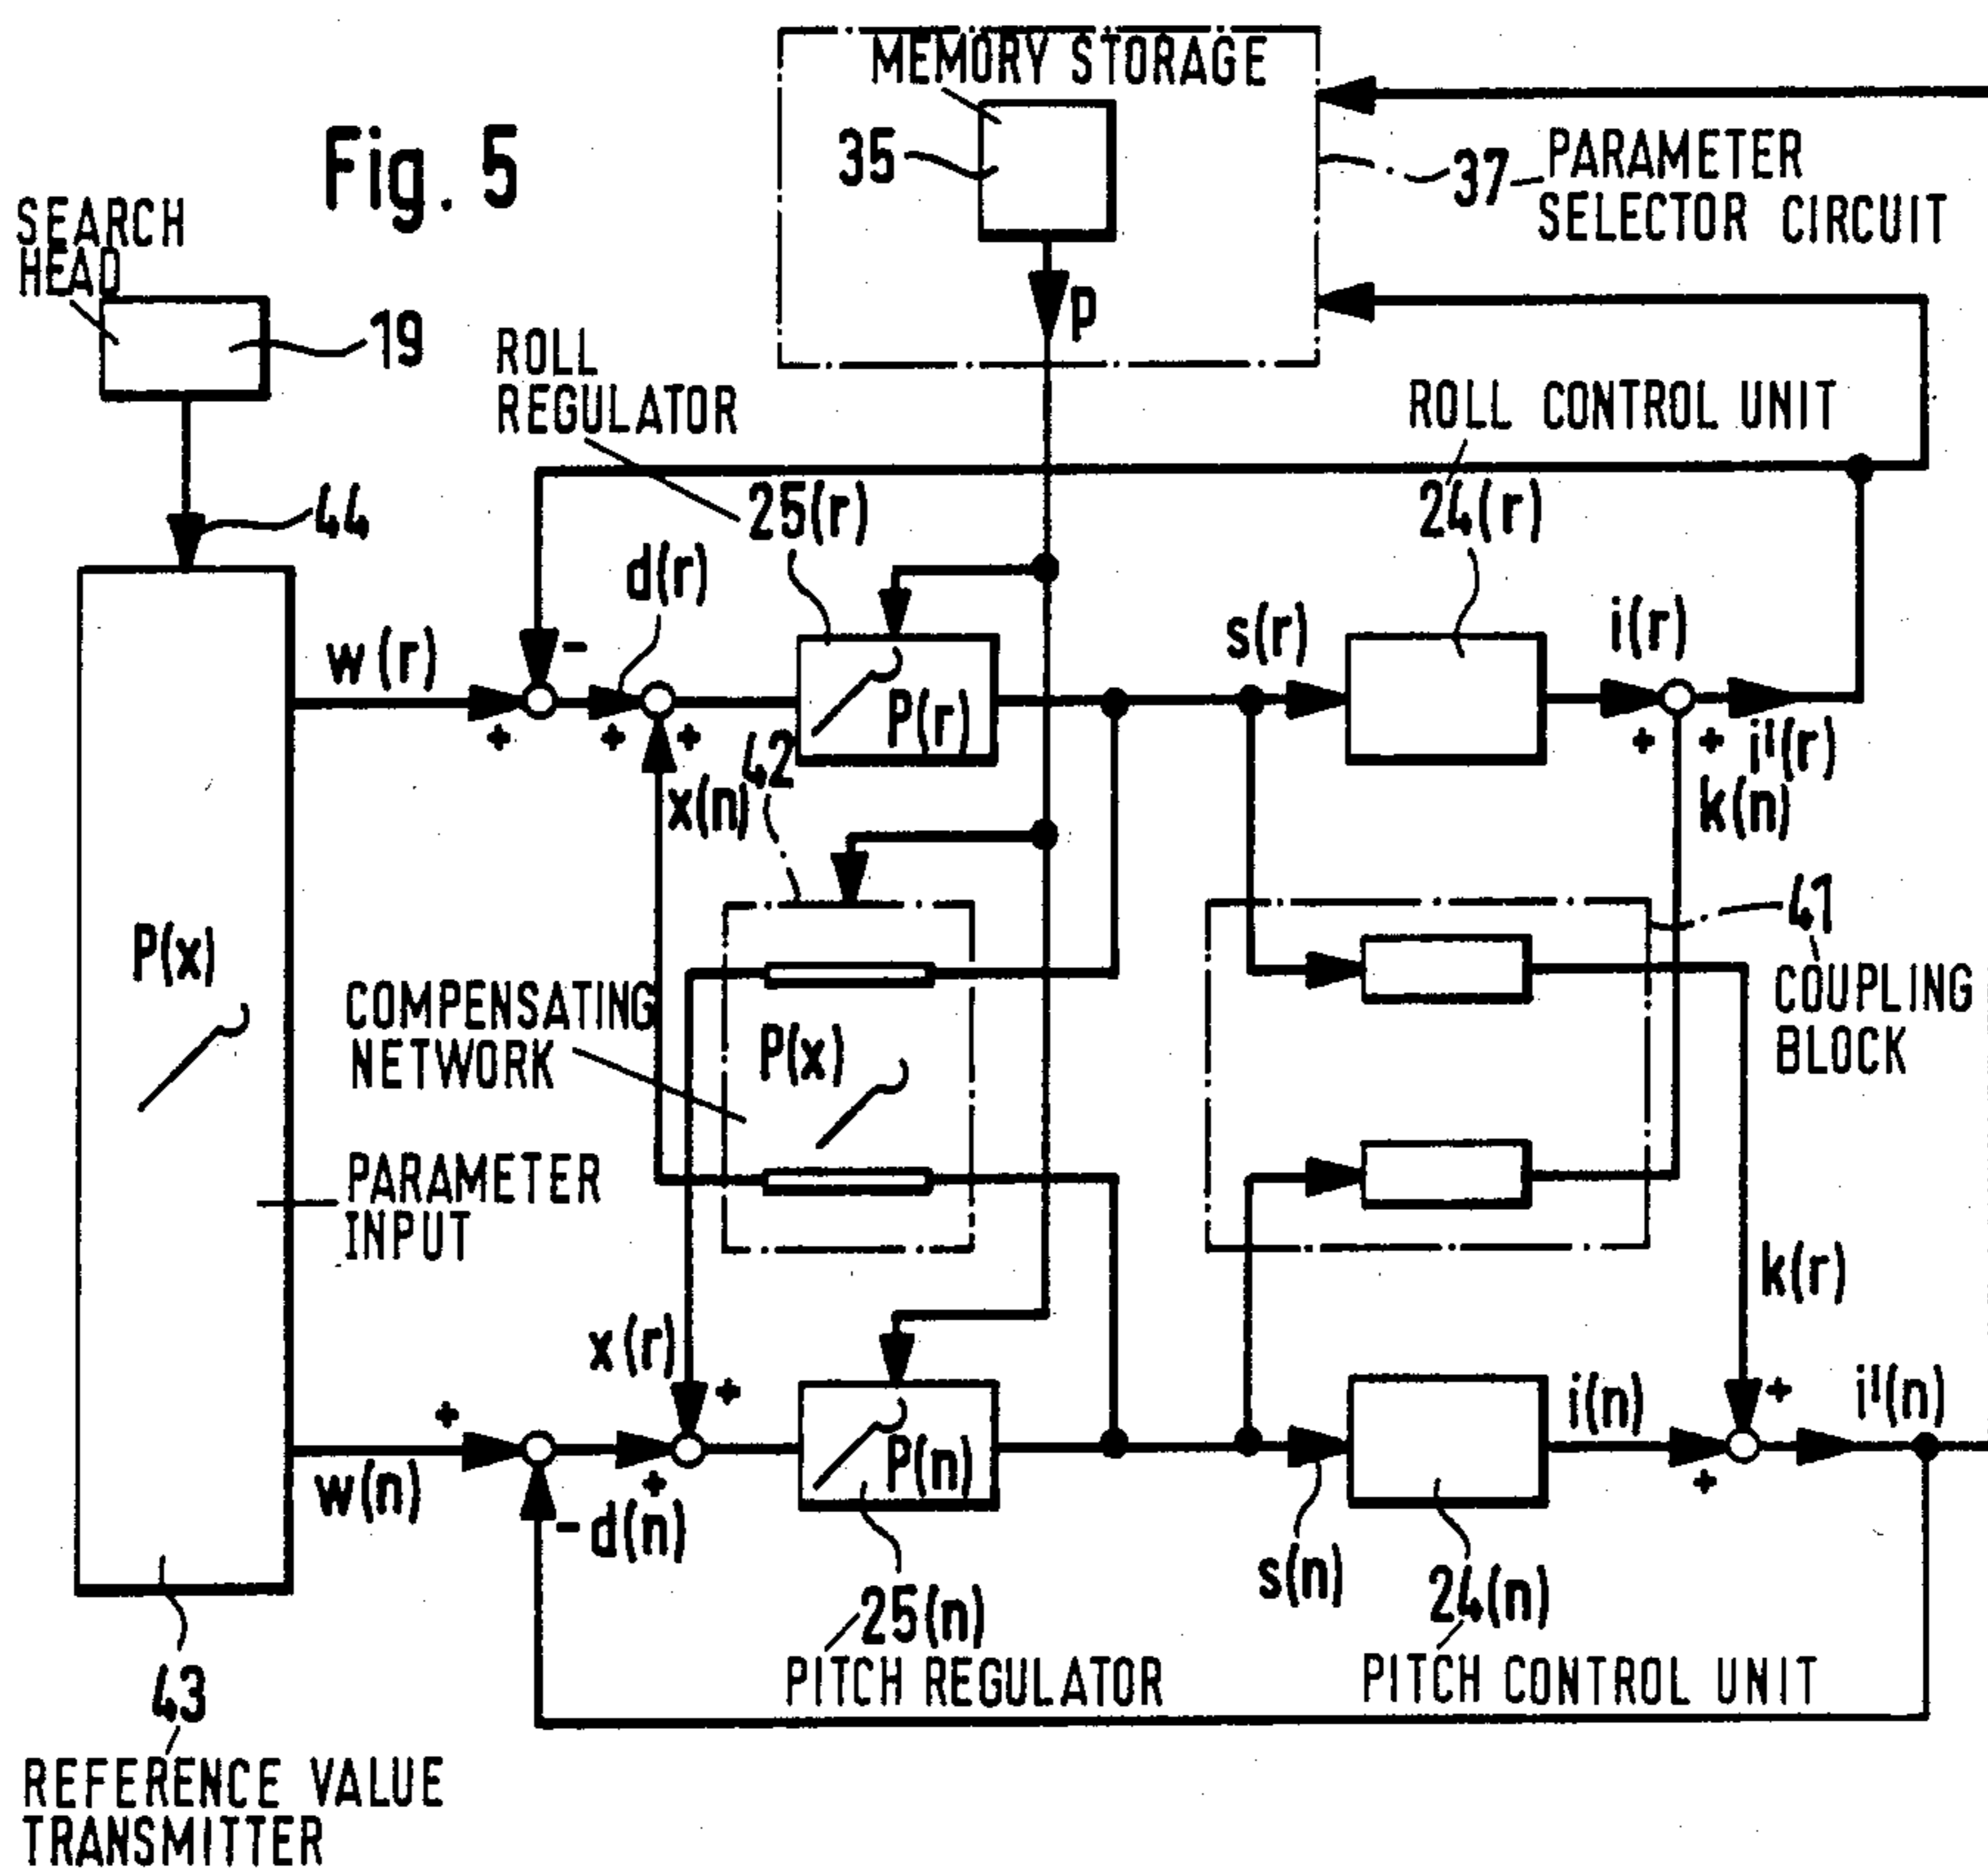 MEMORY STORAGE
Fig. 5
35
37
PARAMETER
SELECTOR CIRCUIT
SEARCH
HEAD
19
P
ROLL
REGULATOR
ROLL CONTROL UNIT
44
25(r)
24(r)
d(r)
w(r)
-
s(r)
i(r)
P(r)
+
+
+
+
+
i'(r)
42
x(n)
k(n)
41
P(x)
COUPLING
BLOCK
COMPENSATING
NETWORK
P(x)
PARAMETER
INPUT
k(r)
x(r)
+
+
+
i(n)
i'(n)
w(n)
P(n)
+
+
-d(n)
s(n)
25(n)
24(n)
PITCH REGULATOR
PITCH CONTROL UNIT
43
REFERENCE VALUE
TRANSMITTER